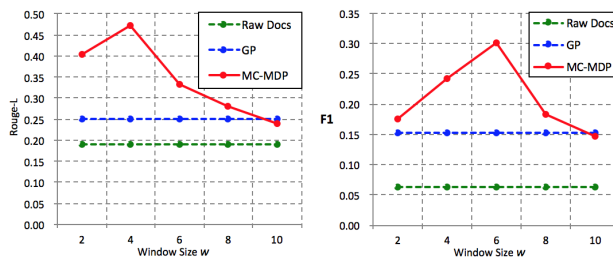 0.50
0.45
0.40
0.35
0.30
0.25
0.20
0.15
0.10
0.05
0.00
Rouge-L
2 4 6 8 10
Window Size w
Raw Docs
GP
MC-MDP
0.35
0.30
0.25
0.20
0.15
0.10
0.05
0.00
F1
2 4 6 8 10
Window Size w
Raw Docs
GP
MC-MDP